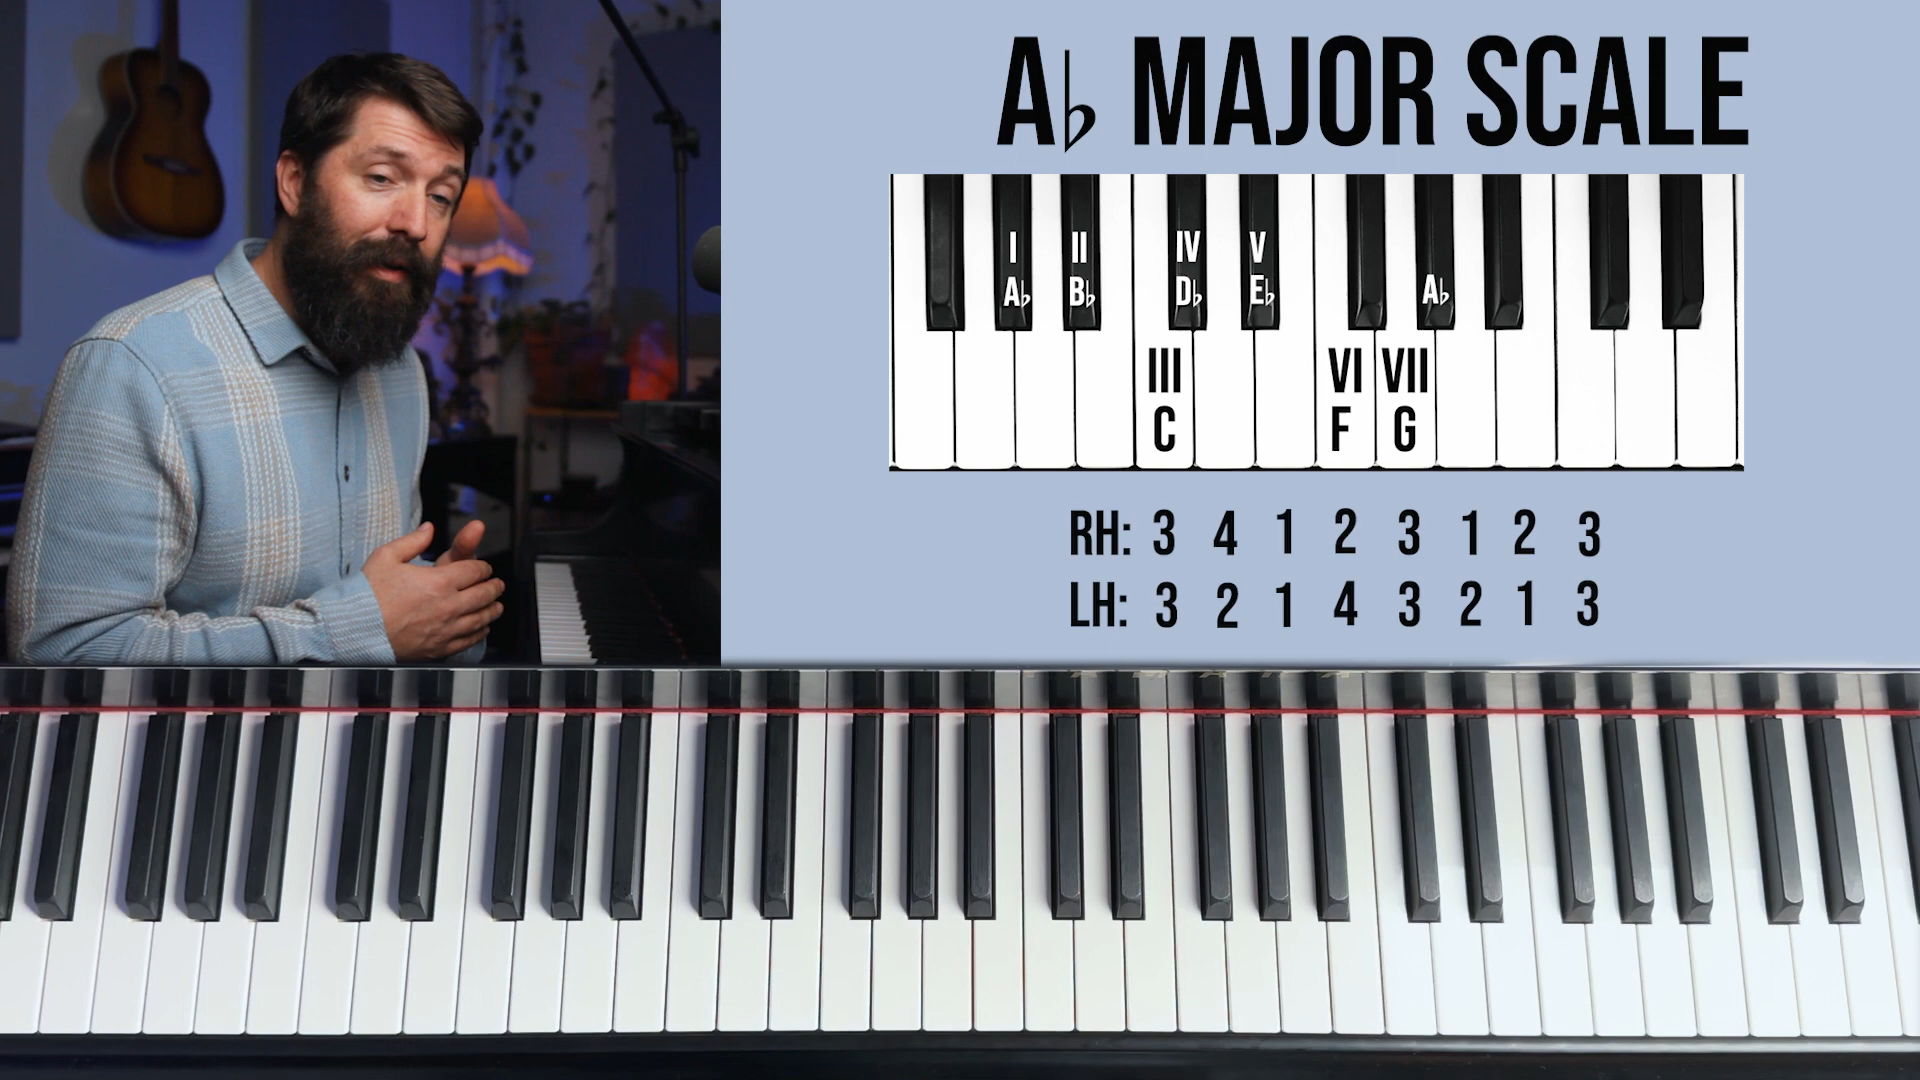 A♭ MAJOR SCALE
I II IV V
A♭ B♭ D♭ E♭ A♭
III VI VII
C F G
RH: 3 4 1 2 3 1 2 3
LH: 3 2 1 4 3 2 1 3
YAMAHA